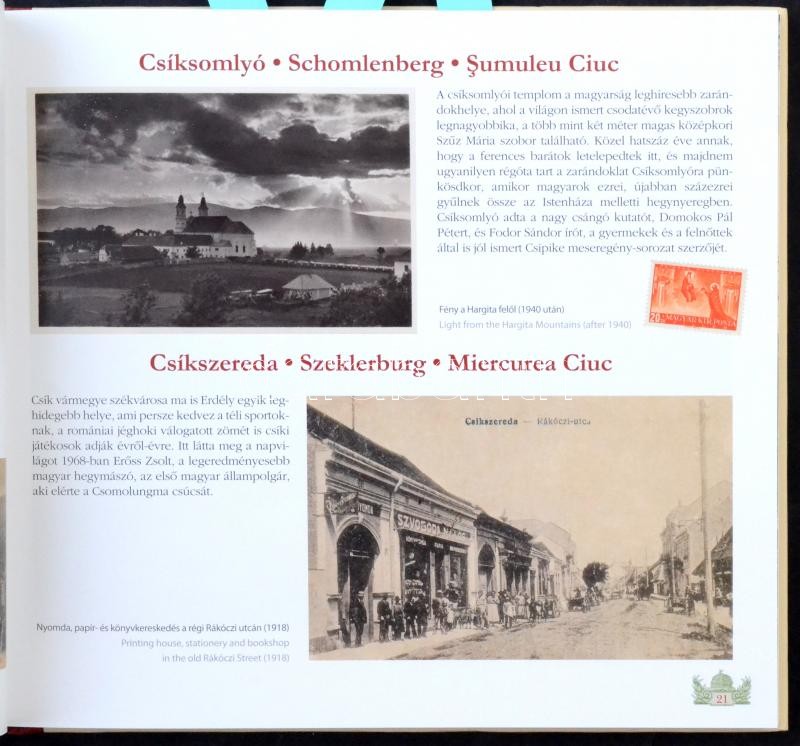 Csíksomlyó • Schomlenberg • Şumuleu Ciuc
A csíksomlyói templom a magyarság leghíresebb zarán-
dokhelye, ahol a világon ismert csodatévő kegyszobrok
legnagyobbika, a több mint két méter magas középkori
Szűz Mária szobor található. Közel hatszáz éve annak,
hogy a ferences barátok letelepedtek itt, és majdnem
ugyanilyen régóta tart a zarándoklat Csíksomlyóra pün-
kösdkor, amikor magyarok ezrei, újabban százezrei
gyűlnek össze az Istenháza melletti hegynyeregben.
Csíksomlyó adta a nagy csángó kutatót, Domokos Pál
Pétert, és Fodor Sándor írót, a gyermekek és a felnőttek
által is jól ismert Csipike meseregény-sorozat szerzőjét.
Fény a Hargita felől (1940 után)
Light from the Hargita Mountains (after 1940)
20f MAGYAR KIR. POSTA
Csíkszereda • Szeklerburg • Miercurea Ciuc
Csík vármegye székvárosa ma is Erdély egyik leg-
hidegebb helye, ami persze kedvez a téli sportok-
nak, a romániai jéghoki válogatott zömét is csíki
játékosok adják évről-évre. Itt látta meg a napvi-
lágot 1968-ban Erőss Zsolt, a legeredményesebb
magyar hegymászó, az első magyar állampolgár,
aki elérte a Csomolungma csúcsát.
Csikszereda — Rákóczi-utca
NYOMDA
SZVOBODA
Nyomda, papír- és könyvkereskedés a régi Rákóczi utcán (1918)
Printing house, stationery and bookshop
in the old Rákóczi Street (1918)
21